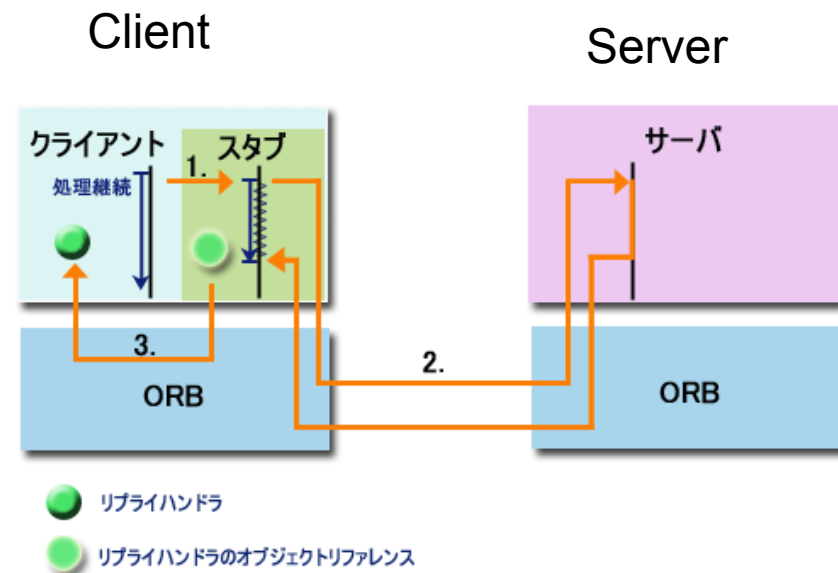 Client
Server
クライアント
スタブ
サーバ
1.
処理継続
3.
2.
ORB
ORB
リプライハンドラ
リプライハンドラのオブジェクトリファレンス